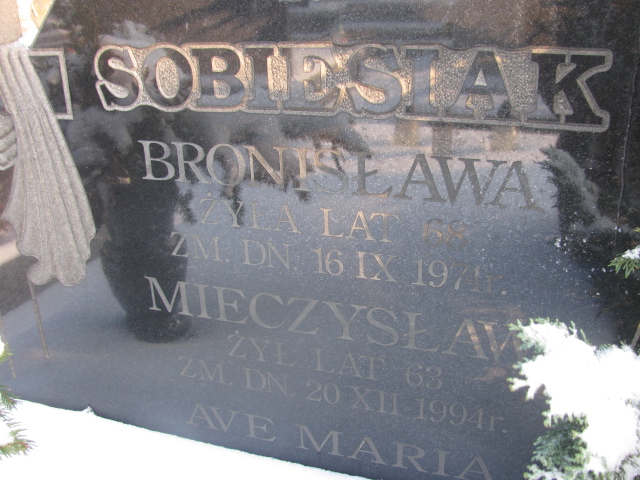 SOBIESIAK
BRONISŁAWA
ŻYŁA LAT 68
ZM. DN. 16 IX 1971r.
MIECZYSŁAW
ŻYŁ LAT 63
ZM. DN. 20 XII 1994r.
AVE MARIA